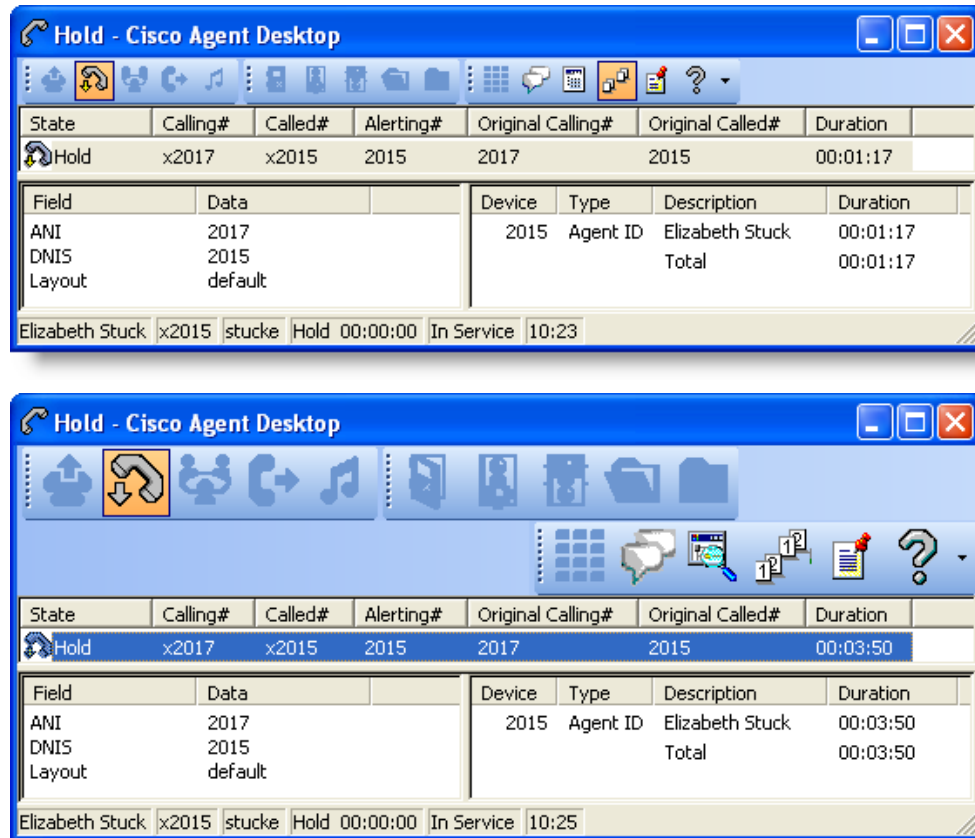 Hold - Cisco Agent Desktop
State Calling# Called# Alerting# Original Calling# Original Called# Duration
Hold x2017 x2015 2015 2017 2015 00:01:17
Field Data Device Type Description Duration
ANI 2017 2015 Agent ID Elizabeth Stuck 00:01:17
DNIS 2015 Total 00:01:17
Layout default
Elizabeth Stuck x2015 stucke Hold 00:00:00 In Service 10:23
Hold - Cisco Agent Desktop
State Calling# Called# Alerting# Original Calling# Original Called# Duration
Hold x2017 x2015 2015 2017 2015 00:03:50
Field Data Device Type Description Duration
ANI 2017 2015 Agent ID Elizabeth Stuck 00:03:50
DNIS 2015 Total 00:03:50
Layout default
Elizabeth Stuck x2015 stucke Hold 00:00:00 In Service 10:25